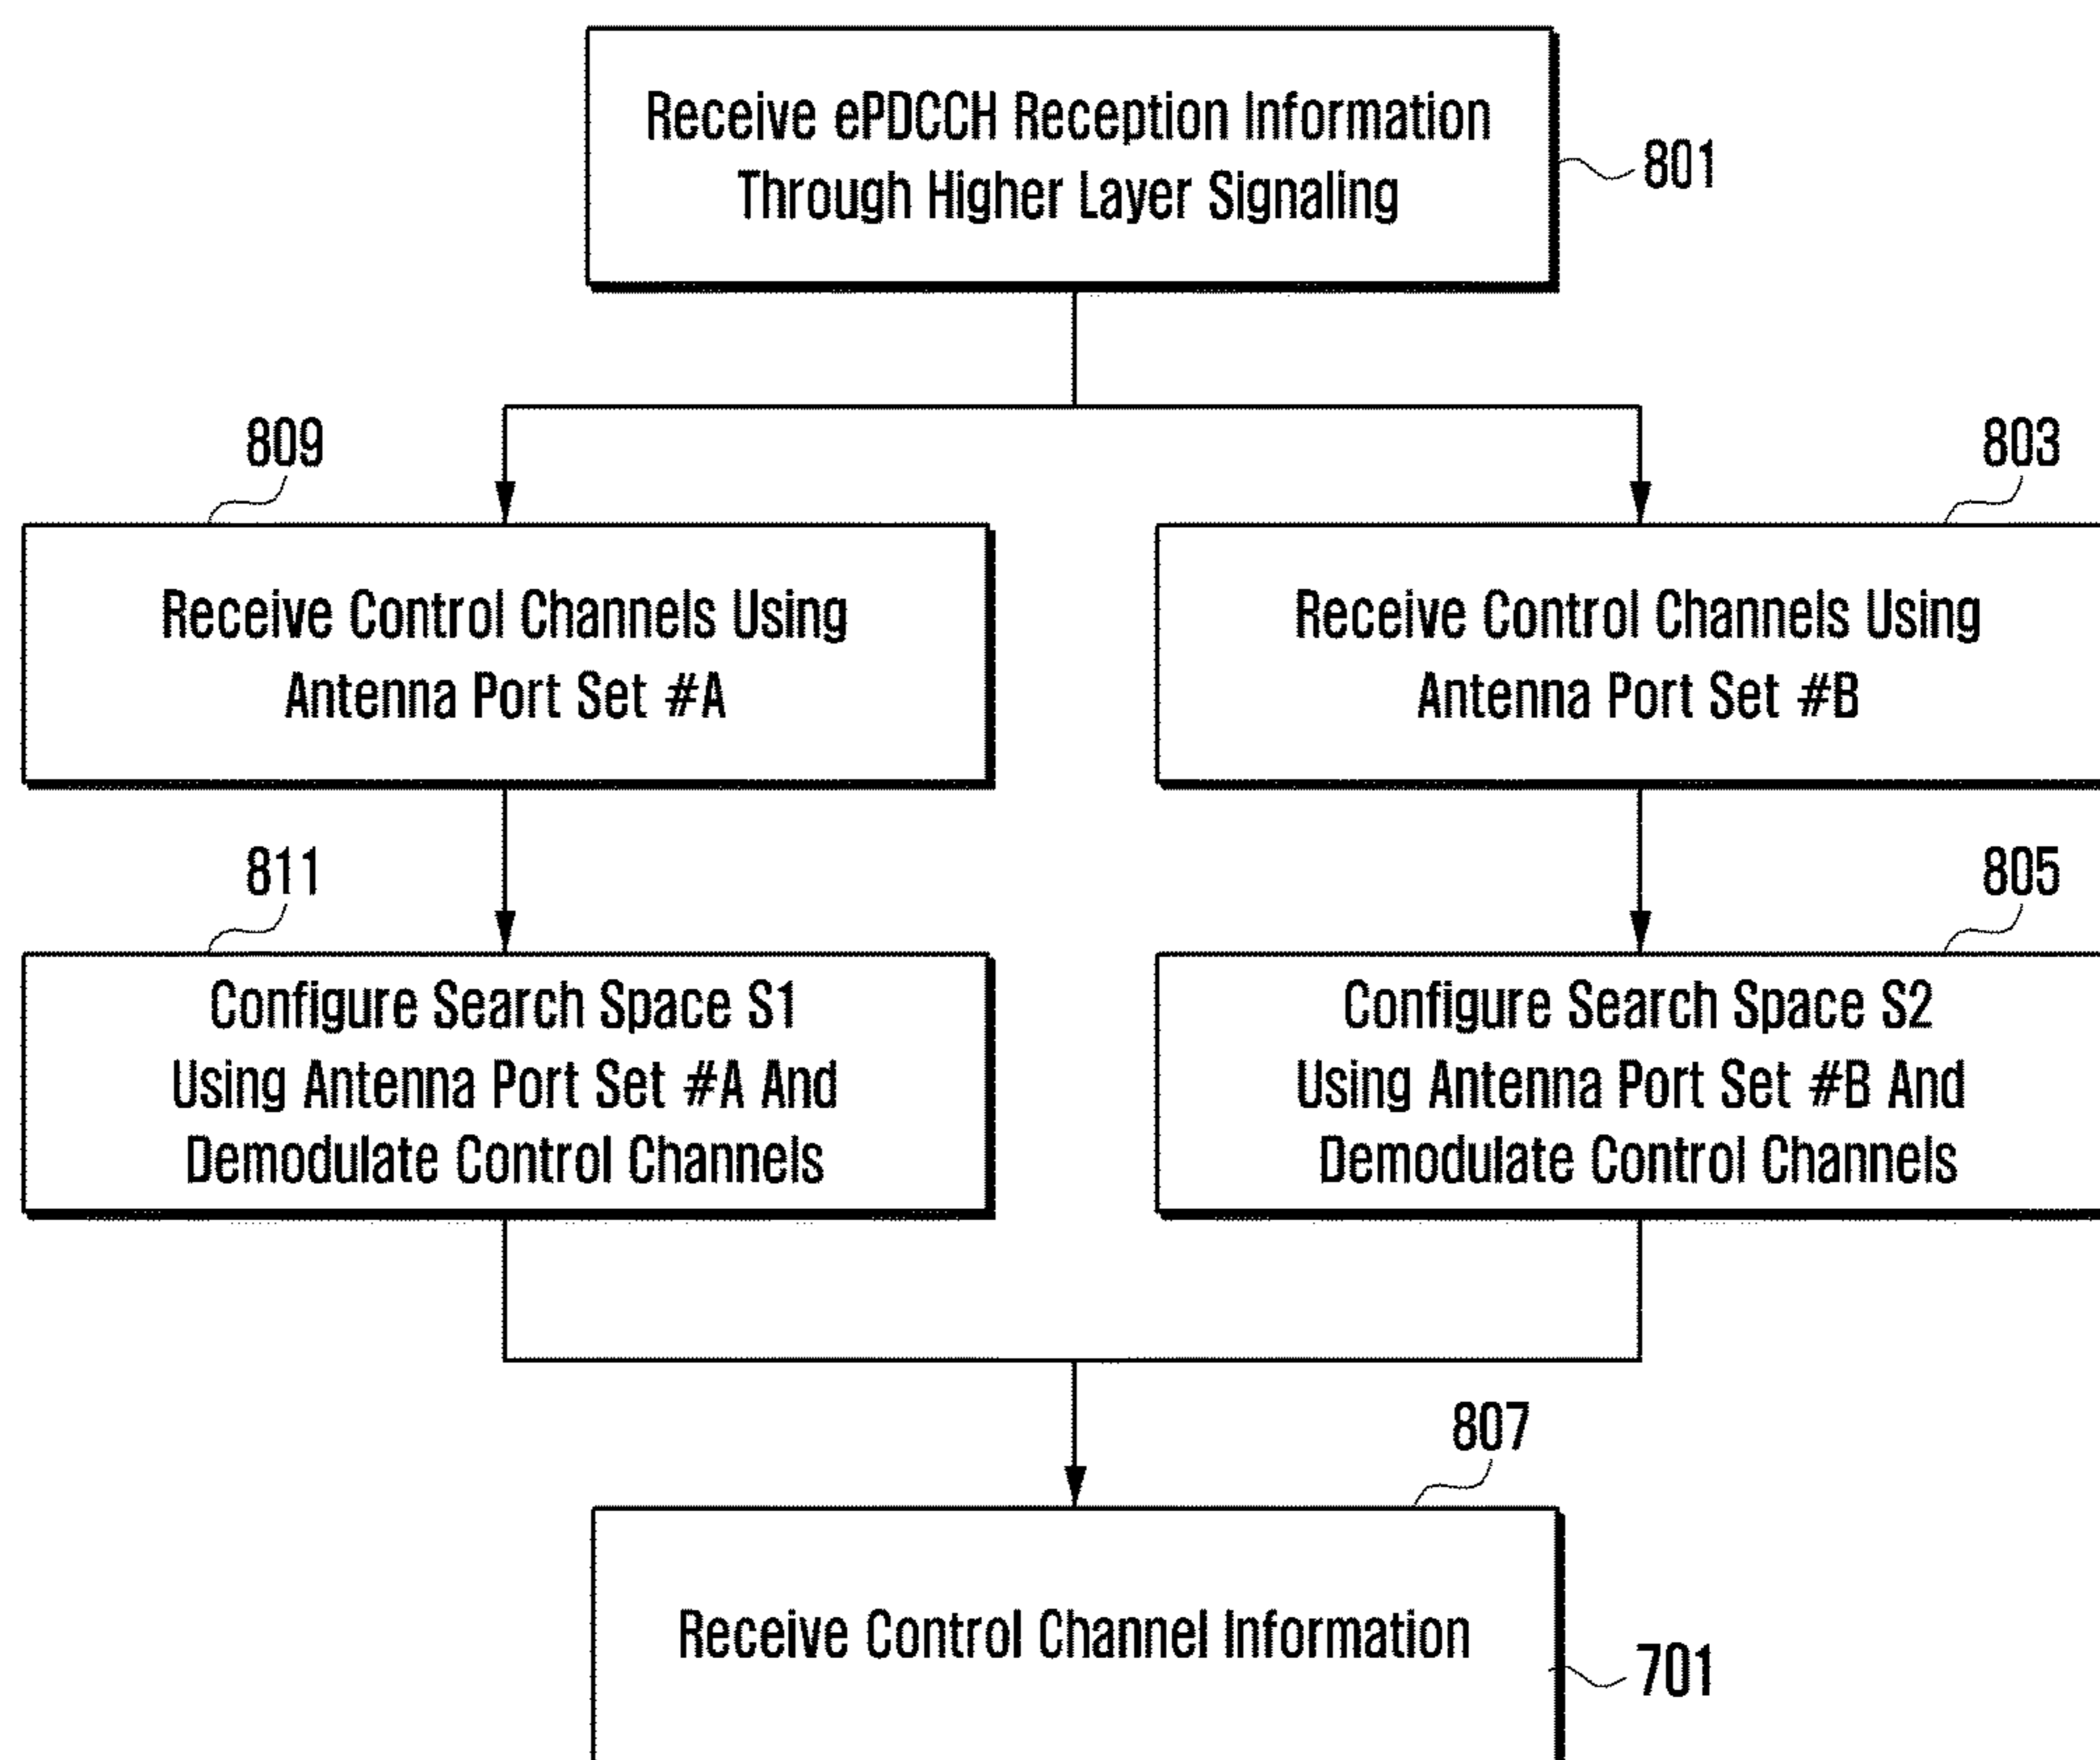 Receive ePDCCH Reception Information
Through Higher Layer Signaling
801
809
803
Receive Control Channels Using
Antenna Port Set #A
Receive Control Channels Using
Antenna Port Set #B
811
805
Configure Search Space S1
Using Antenna Port Set #A And
Demodulate Control Channels
Configure Search Space S2
Using Antenna Port Set #B And
Demodulate Control Channels
807
Receive Control Channel Information
701